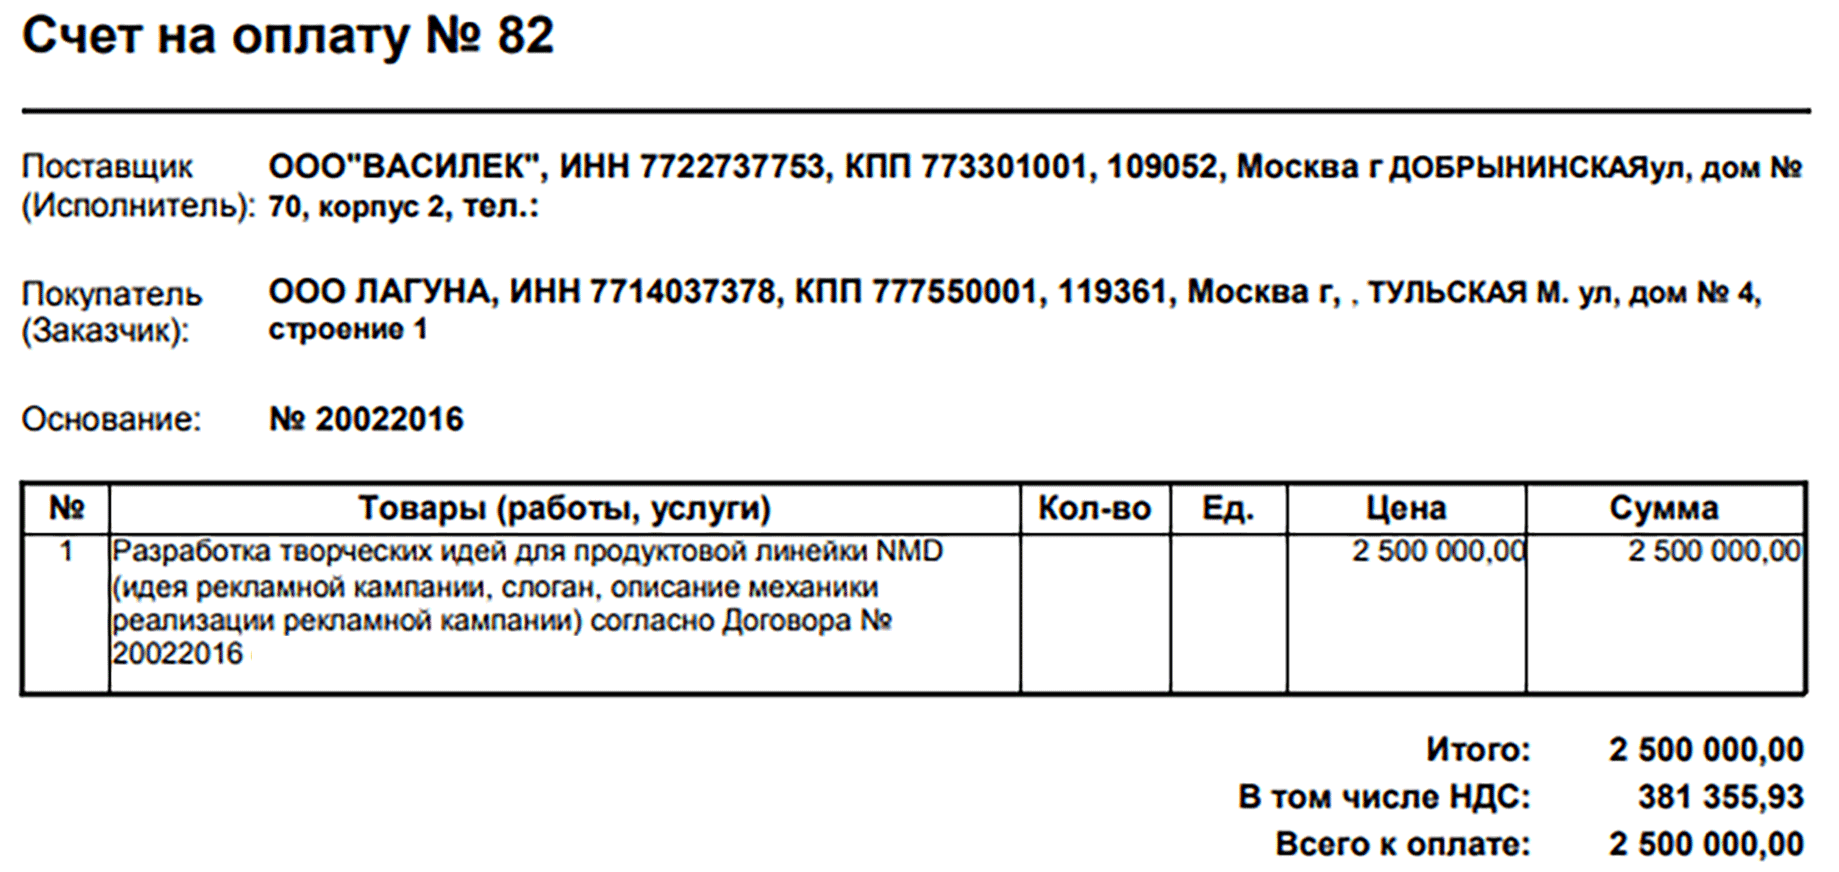 Счет на оплату № 82
Поставщик ООО"ВАСИЛЕК", ИНН 7722737753, КПП 773301001, 109052, Москва г ДОБРЫНИНСКАЯул, дом №
(Исполнитель): 70, корпус 2, тел.:
Покупатель ООО ЛАГУНА, ИНН 7714037378, КПП 777550001, 119361, Москва г, , ТУЛЬСКАЯ М. ул, дом № 4,
(Заказчик): строение 1
Основание: № 20022016
№ Товары (работы, услуги) Кол-во Ед. Цена Сумма
1 Разработка творческих идей для продуктовой линейки NMD 2 500 000,00 2 500 000,00
(идея рекламной кампании, слоган, описание механики
реализации рекламной кампании) согласно Договора №
20022016
Итого: 2 500 000,00
В том числе НДС: 381 355,93
Всего к оплате: 2 500 000,00